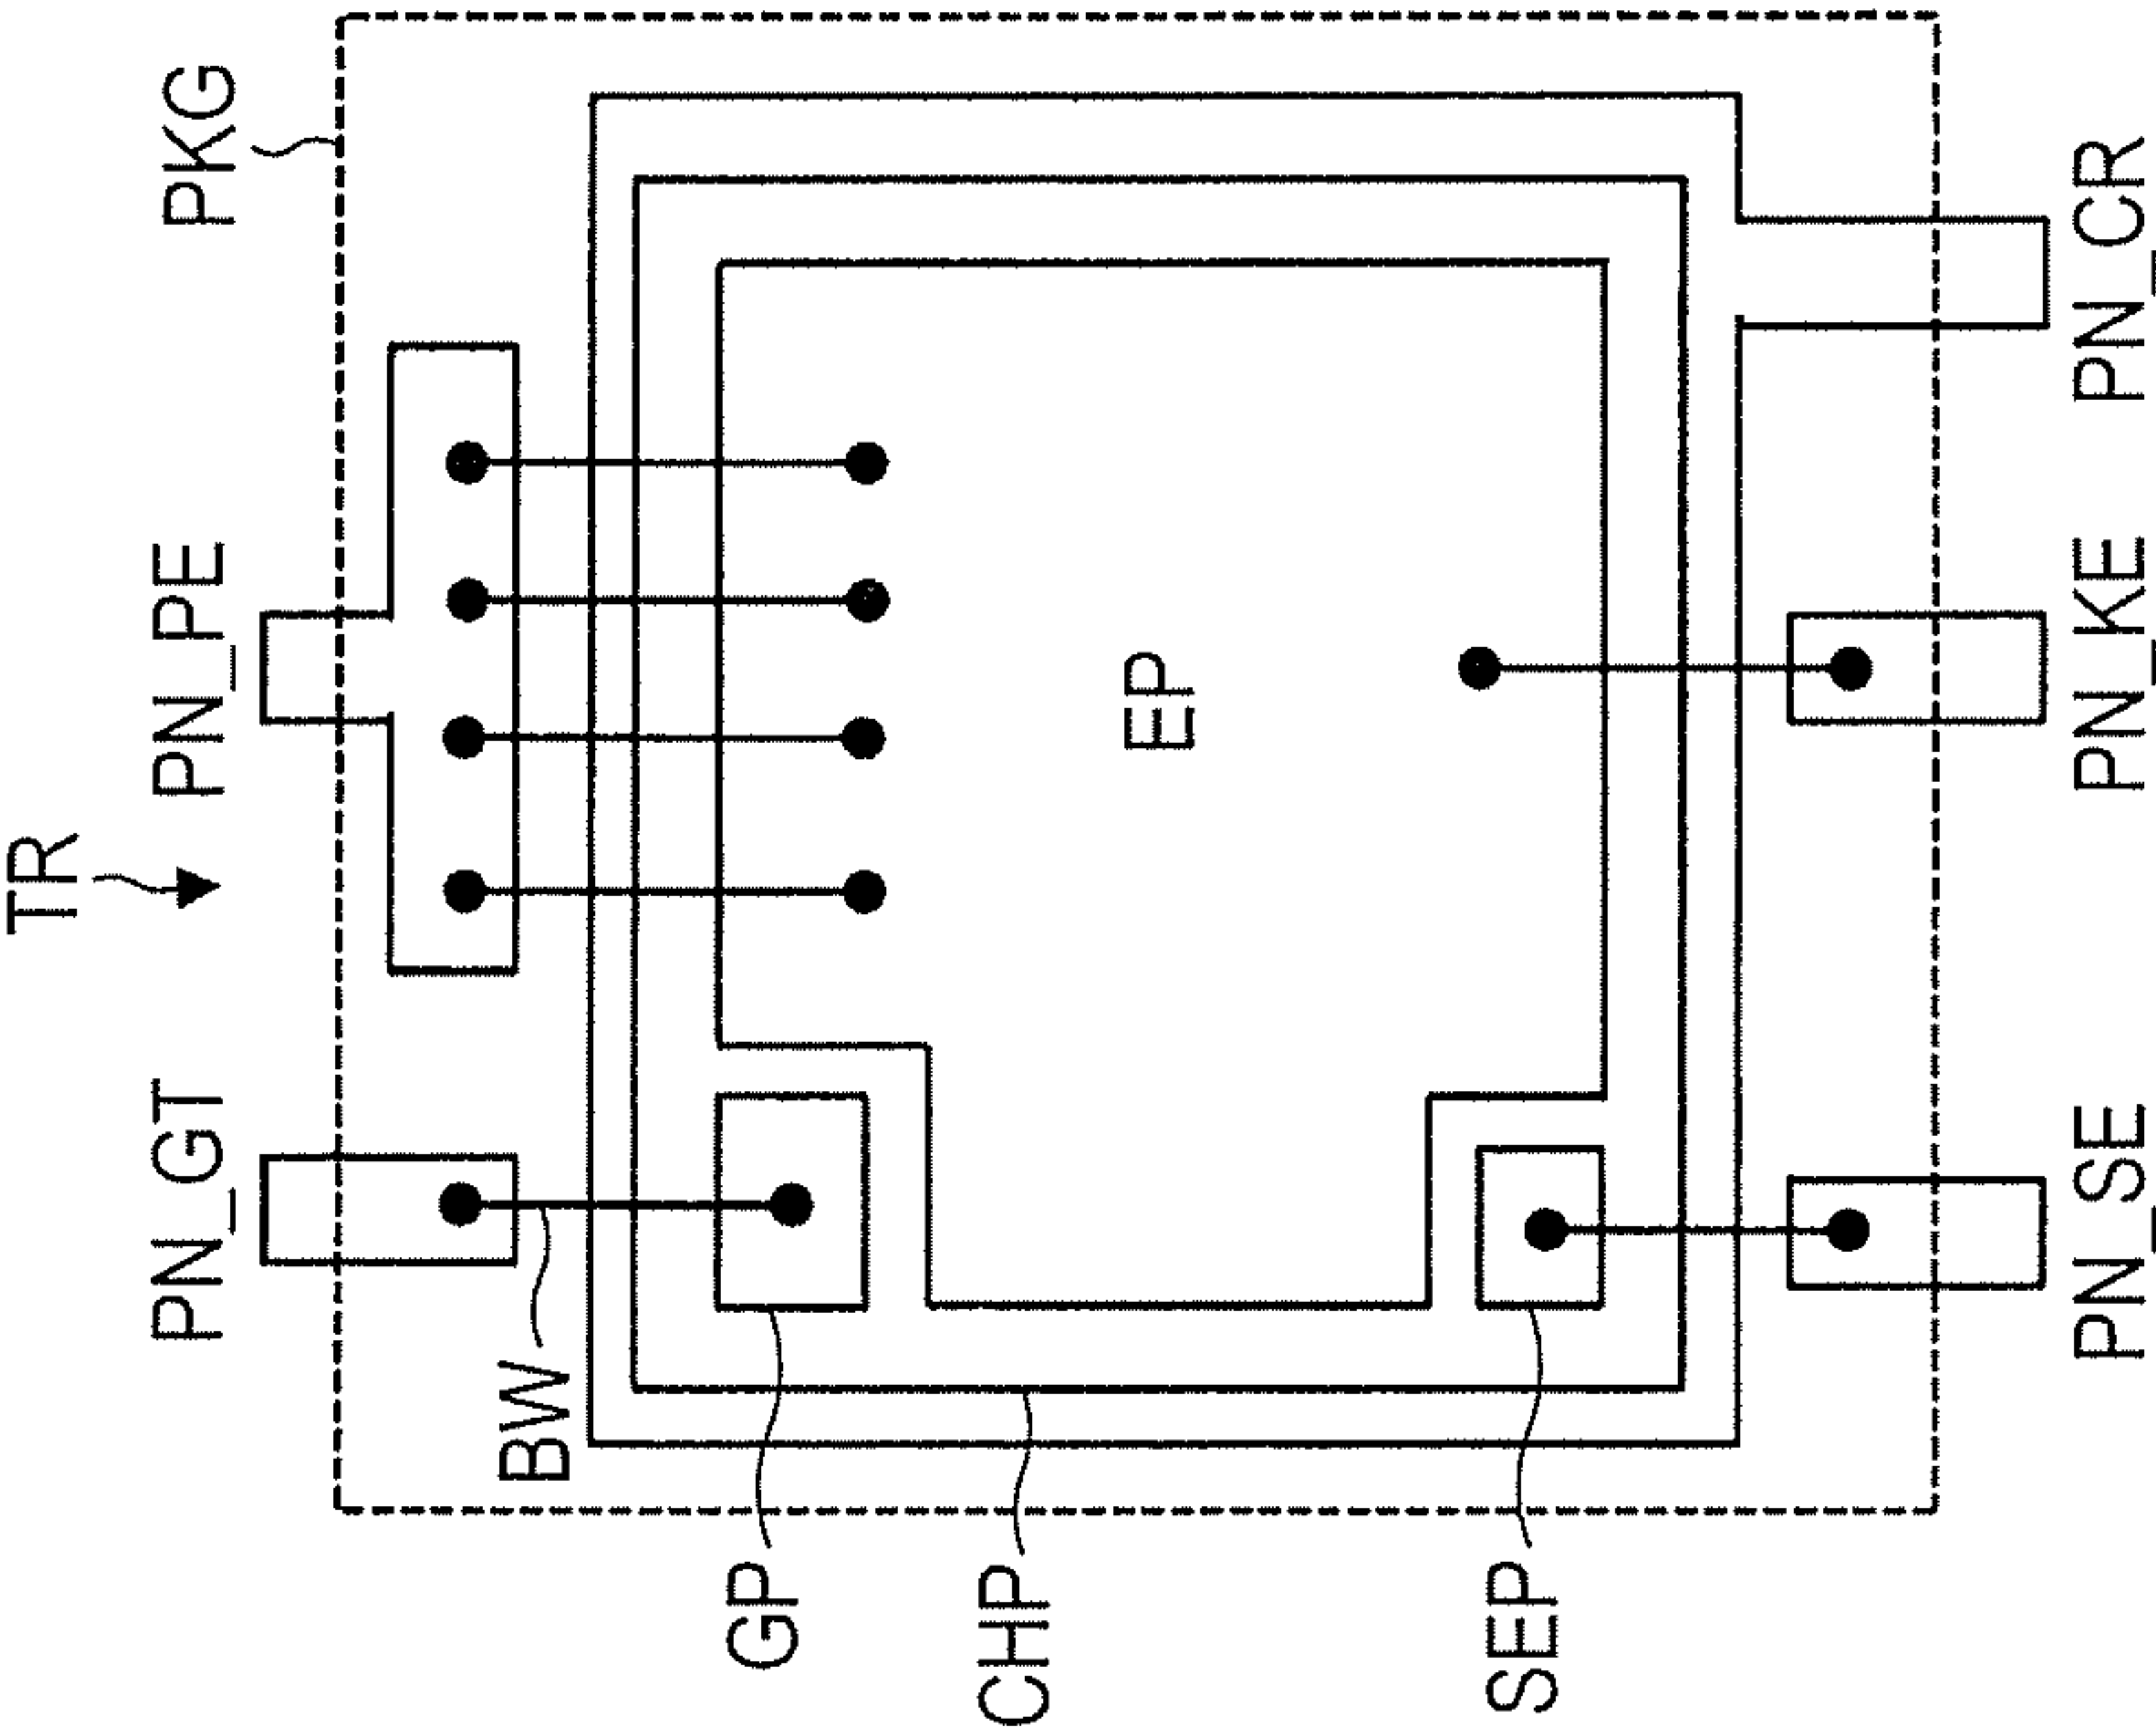 TR
PN_GT
PN_PE
PKG
BW
GP
CHP
EP
SEP
PN_SE
PN_KE
PN_CR